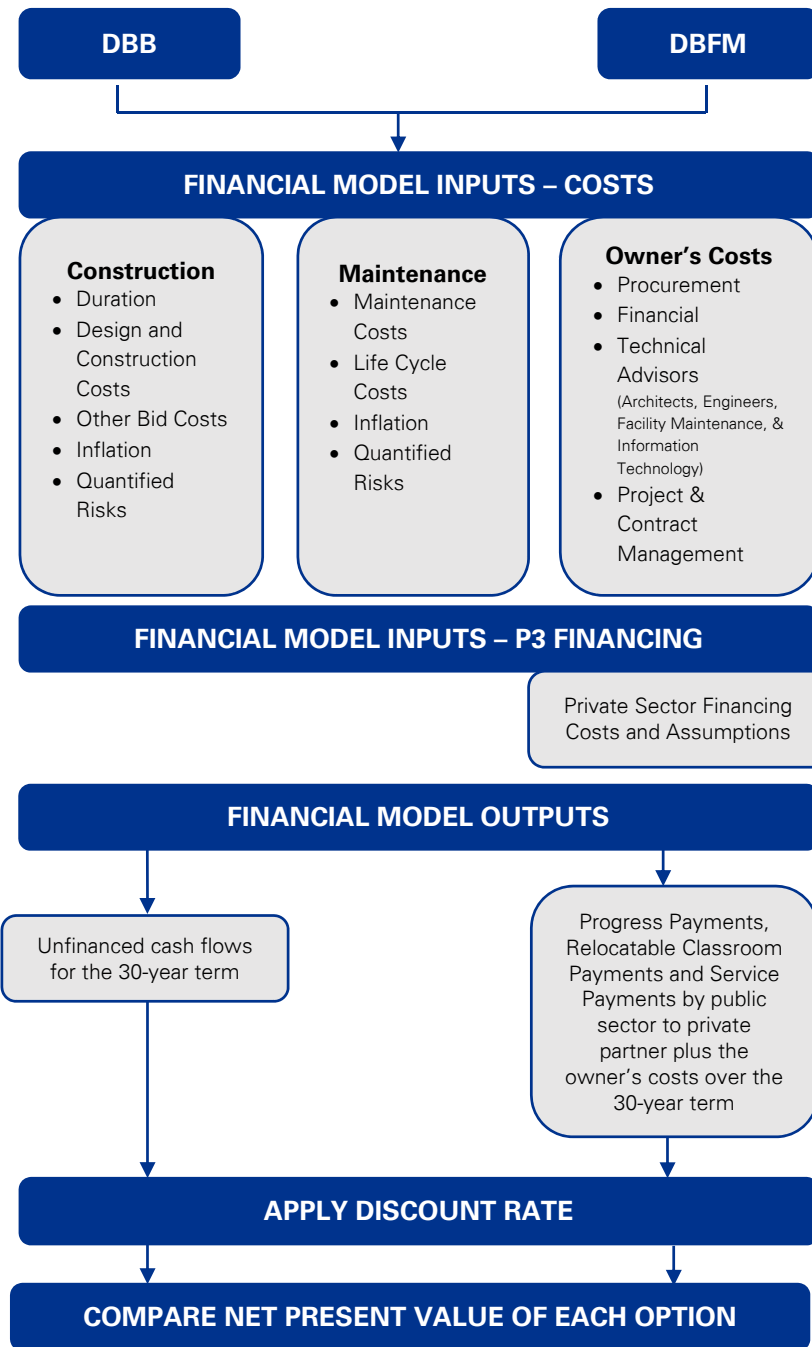 DBB
DBFM
FINANCIAL MODEL INPUTS – COSTS
Construction
• Duration
• Design and
Construction
Costs
• Other Bid Costs
• Inflation
• Quantified
Risks
Maintenance
• Maintenance
Costs
• Life Cycle
Costs
• Inflation
• Quantified
Risks
Owner's Costs
• Procurement
• Financial
• Technical
Advisors
(Architects, Engineers,
Facility Maintenance, &
Information
Technology)
• Project &
Contract
Management
FINANCIAL MODEL INPUTS – P3 FINANCING
Private Sector Financing
Costs and Assumptions
FINANCIAL MODEL OUTPUTS
Unfinanced cash flows
for the 30-year term
Progress Payments,
Relocatable Classroom
Payments and Service
Payments by public
sector to private
partner plus the
owner's costs over the
30-year term
APPLY DISCOUNT RATE
COMPARE NET PRESENT VALUE OF EACH OPTION